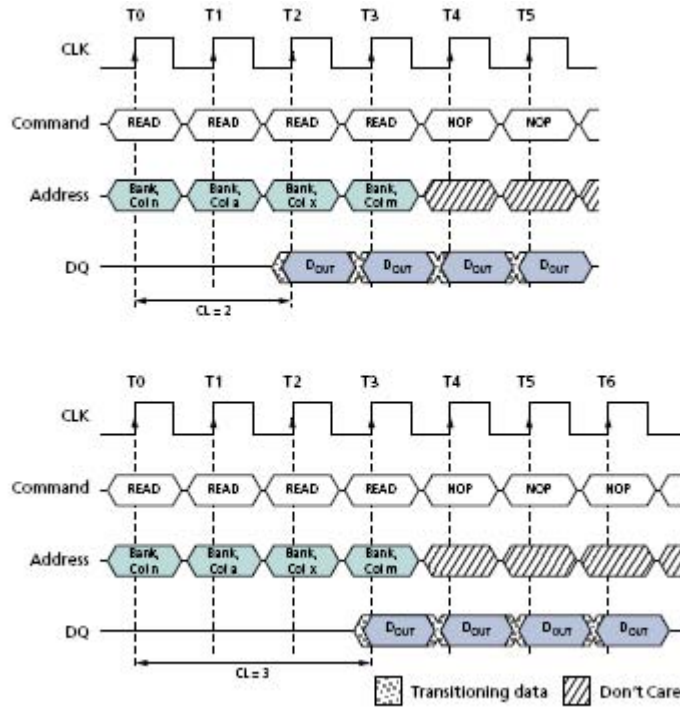 T0 T1 T2 T3 T4 T5
CLK
Command READ READ READ READ NOP NOP
Address Bank, Col n Bank, Col a Bank, Col x Bank, Col m
DQ DOUT DOUT DOUT DOUT
CL = 2
T0 T1 T2 T3 T4 T5 T6
CLK
Command READ READ READ READ NOP NOP NOP
Address Bank, Col n Bank, Col a Bank, Col x Bank, Col m
DQ DOUT DOUT DOUT DOUT
CL = 3
Transitioning data Don't Care